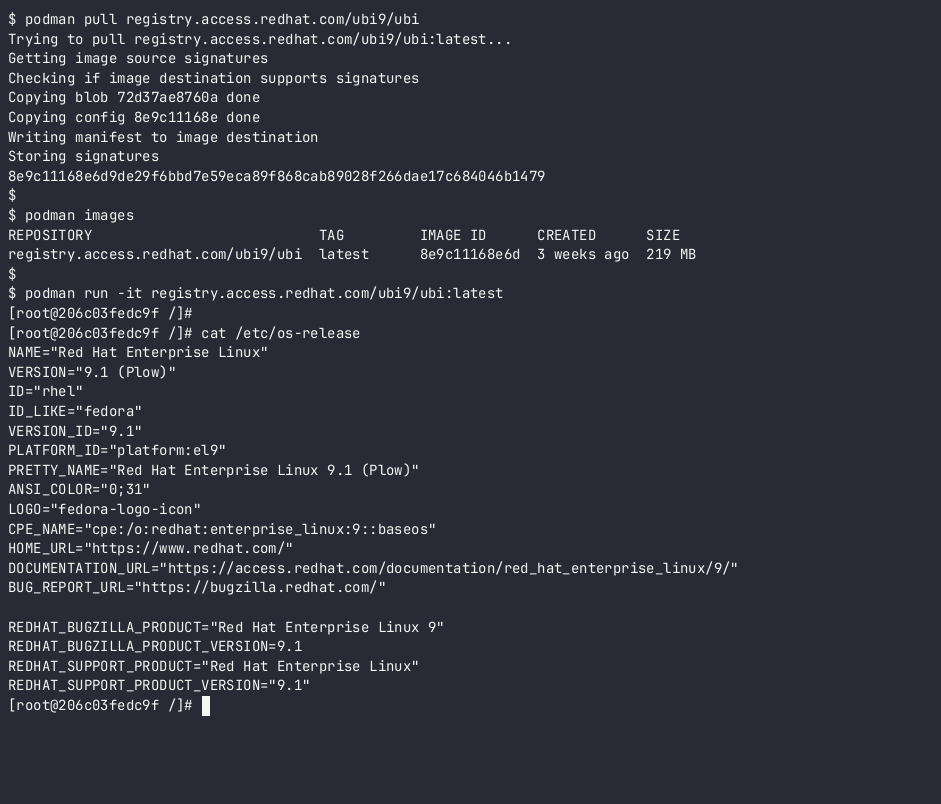 $ podman pull registry.access.redhat.com/ubi9/ubi
Trying to pull registry.access.redhat.com/ubi9/ubi:latest...
Getting image source signatures
Checking if image destination supports signatures
Copying blob 72d37ae8760a done
Copying config 8e9c11168e done
Writing manifest to image destination
Storing signatures
8e9c11168e6d9de29f6bbd7e59eca89f868cab89028f266dae17c684046b1479
$
$ podman images
REPOSITORY                           TAG         IMAGE ID      CREATED      SIZE
registry.access.redhat.com/ubi9/ubi  latest      8e9c11168e6d  3 weeks ago  219 MB
$
$ podman run -it registry.access.redhat.com/ubi9/ubi:latest
[root@206c03fedc9f /]#
[root@206c03fedc9f /]# cat /etc/os-release
NAME="Red Hat Enterprise Linux"
VERSION="9.1 (Plow)"
ID="rhel"
ID_LIKE="fedora"
VERSION_ID="9.1"
PLATFORM_ID="platform:el9"
PRETTY_NAME="Red Hat Enterprise Linux 9.1 (Plow)"
ANSI_COLOR="0;31"
LOGO="fedora-logo-icon"
CPE_NAME="cpe:/o:redhat:enterprise_linux:9::baseos"
HOME_URL="https://www.redhat.com/"
DOCUMENTATION_URL="https://access.redhat.com/documentation/red_hat_enterprise_linux/9/"
BUG_REPORT_URL="https://bugzilla.redhat.com/"

REDHAT_BUGZILLA_PRODUCT="Red Hat Enterprise Linux 9"
REDHAT_BUGZILLA_PRODUCT_VERSION=9.1
REDHAT_SUPPORT_PRODUCT="Red Hat Enterprise Linux"
REDHAT_SUPPORT_PRODUCT_VERSION="9.1"
[root@206c03fedc9f /]#